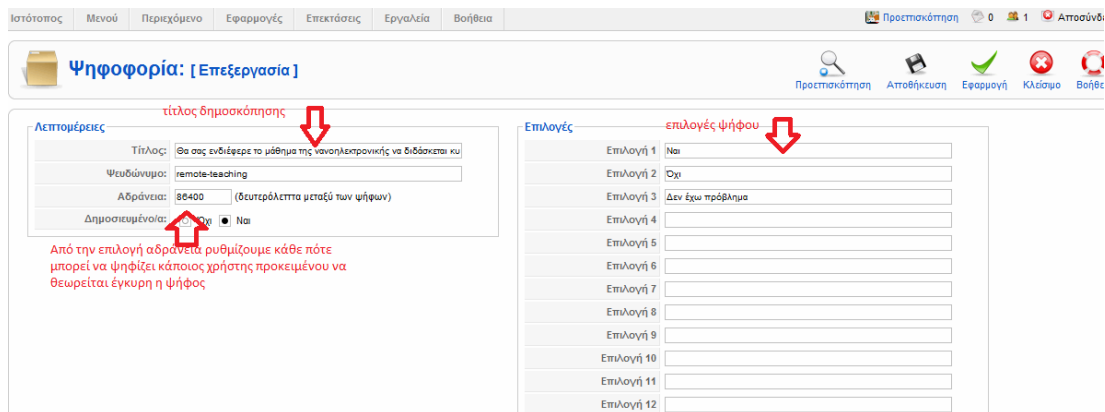 Ιστότοπος Μενού Περιεχόμενο Εφαρμογές Επεκτάσεις Εργαλεία Βοήθεια Προεπισκόπηση 0 1 Αποσύνδε
Ψηφοφορία: [ Επεξεργασία ]
Προεπισκόπηση Αποθήκευση Εφαρμογή Κλείσιμο Βοήθε
τίτλος δημοσκόπησης
επιλογές ψήφου
Λεπτομέρειες
Τίτλος: Θα σας ενδιέφερε το μάθημα της νανοηλεκτρονικής να διδάσκεται κυ
Ψευδώνυμο: remote-teaching
Αδράνεια: 86400 (δευτερόλεπτα μεταξύ των ψήφων)
Δημοσιευμένο/α: Όχι Ναι
Από την επιλογή αδράνεια ρυθμίζουμε κάθε πότε
μπορεί να ψηφίζει κάποιος χρήστης προκειμένου να
θεωρείται έγκυρη η ψήφος
Επιλογές
Επιλογή 1 Ναι
Επιλογή 2 Όχι
Επιλογή 3 Δεν έχω πρόβλημα
Επιλογή 4
Επιλογή 5
Επιλογή 6
Επιλογή 7
Επιλογή 8
Επιλογή 9
Επιλογή 10
Επιλογή 11
Επιλογή 12